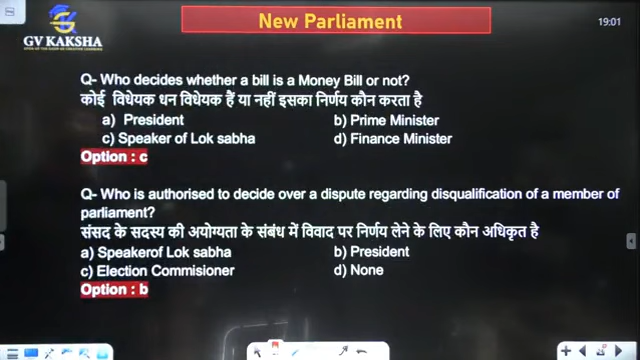 New Parliament
19:01
GV KAKSHA
Q- Who decides whether a bill is a Money Bill or not?
कोई विधेयक धन विधेयक हैं या नहीं इसका निर्णय कौन करता है
a) President
b) Prime Minister
c) Speaker of Lok sabha
d) Finance Minister
Option : c
Q- Who is authorised to decide over a dispute regarding disqualification of a member of
parliament?
संसद के सदस्य की अयोग्यता के संबंध में विवाद पर निर्णय लेने के लिए कौन अधिकृत है
a) Speakerof Lok sabha
b) President
c) Election Commisioner
d) None
Option : b